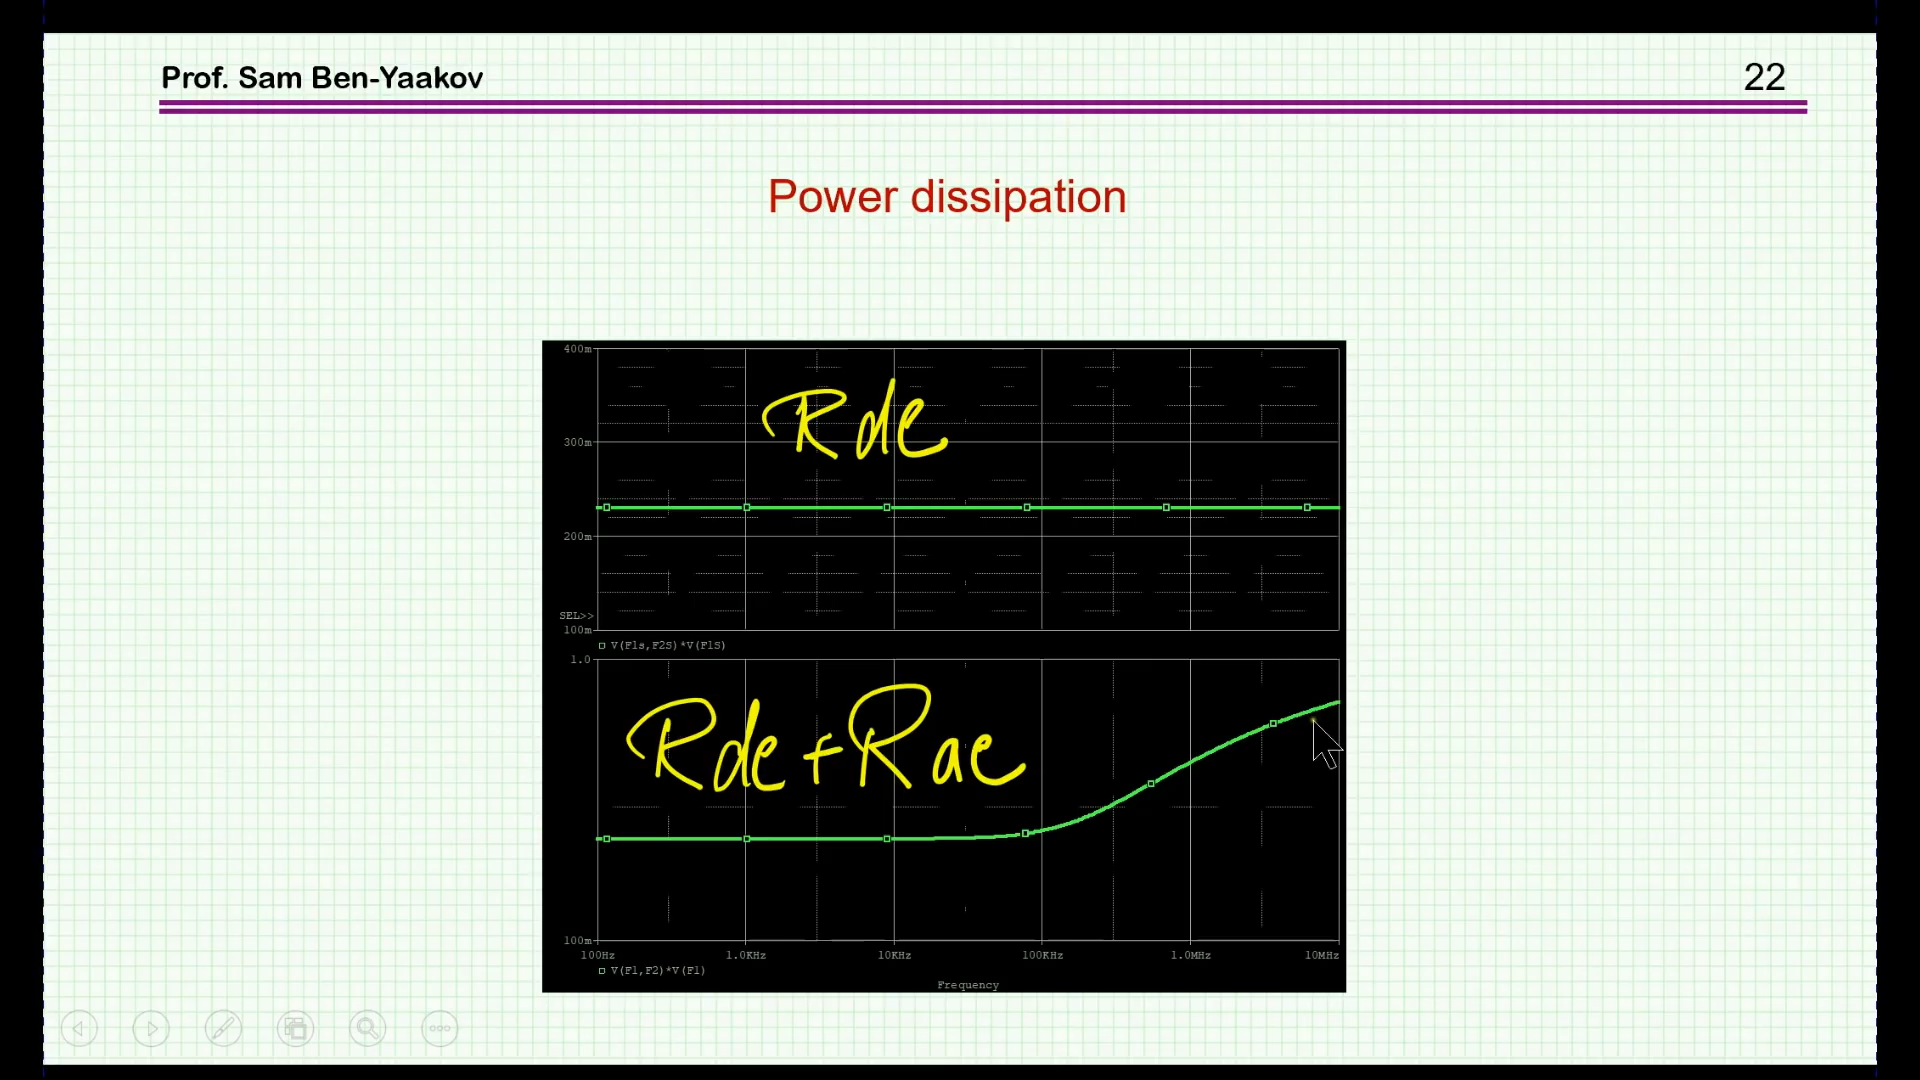 Prof. Sam Ben-Yaakov
22
Power dissipation
400m
Rdc
300m
200m
SEL>>
100m
V(F1s,F2S)*V(F1S)
1.0
Rdc + Rac
100m
100Hz 1.0KHz 10KHz 100KHz 1.0MHz 10MHz
V(F1,F2)*V(F1)
Frequency